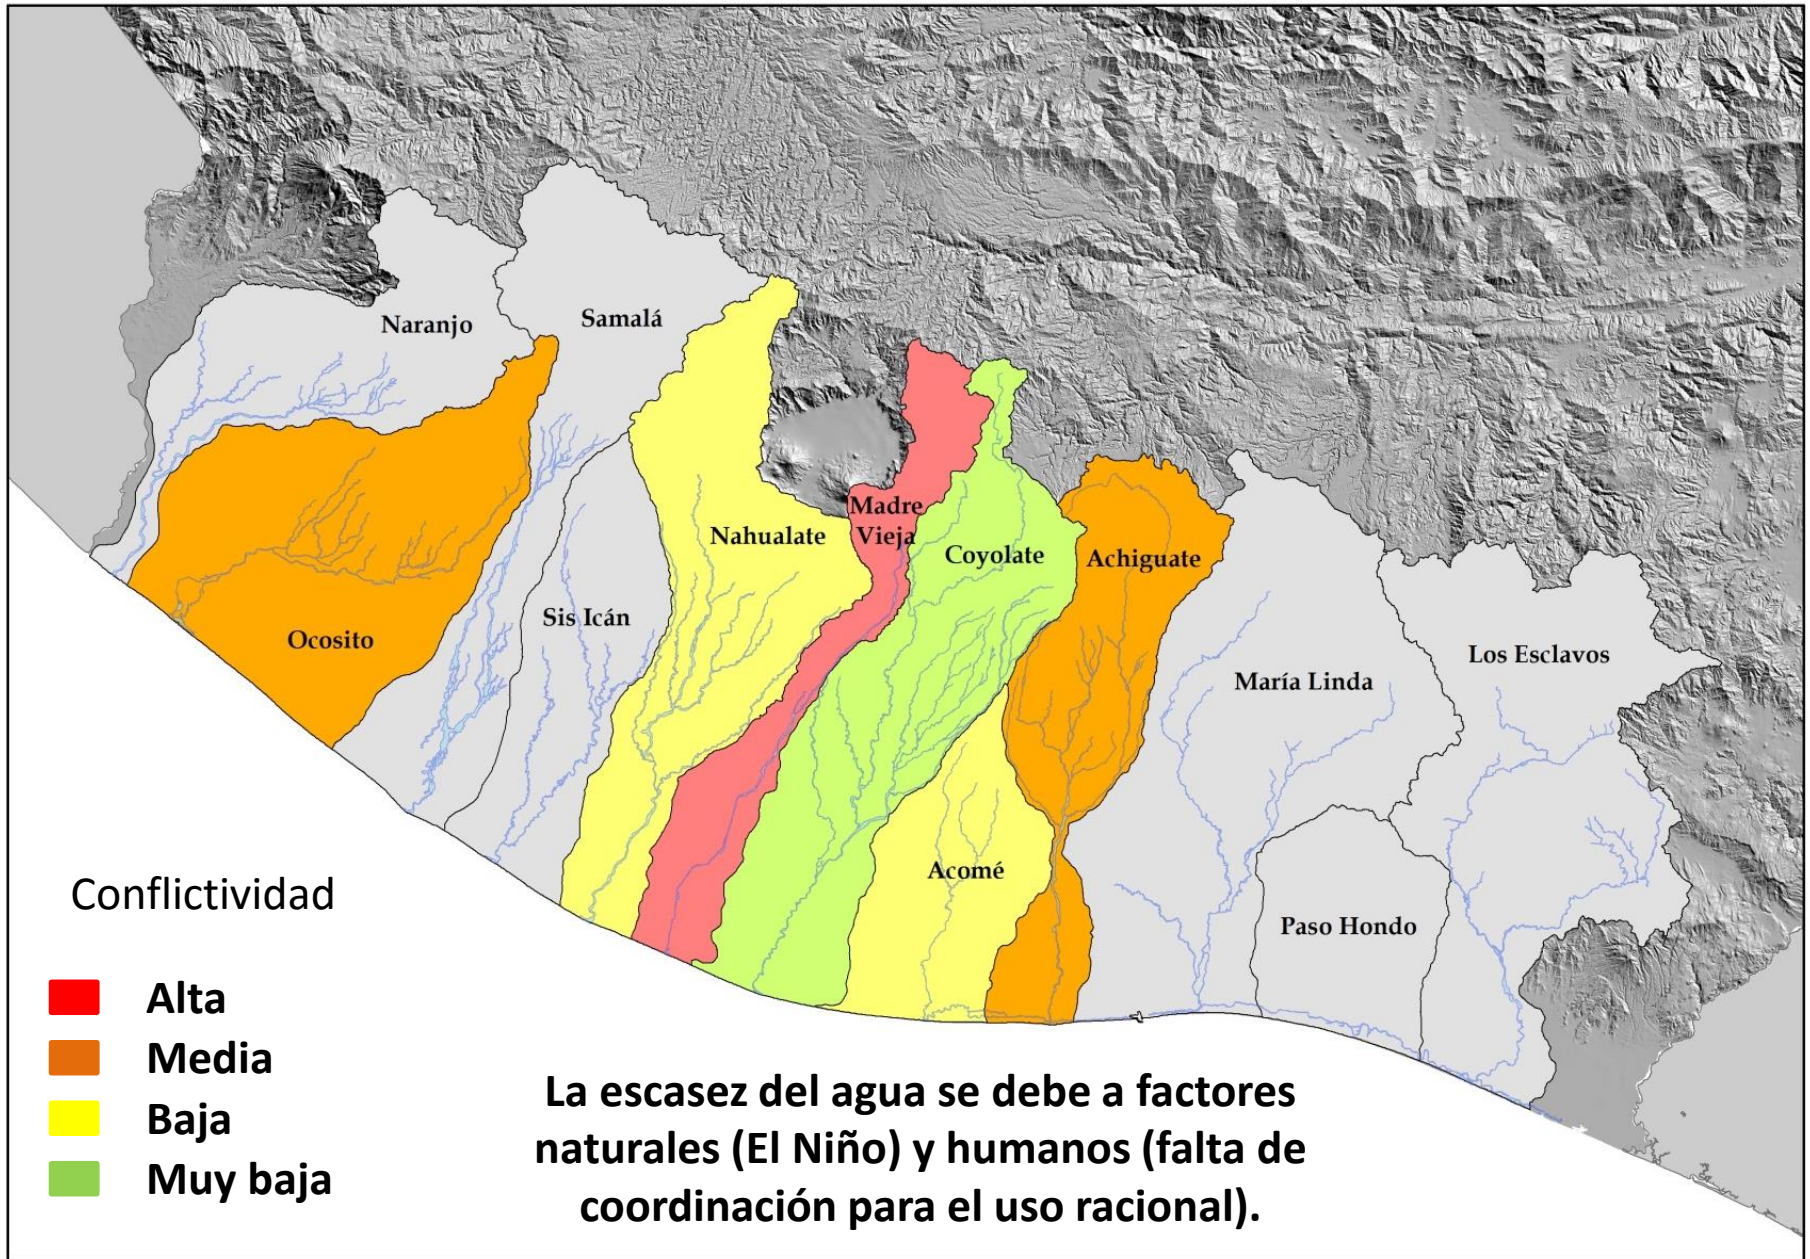 Naranjo
Samalá
Madre
Vieja
Nahualate
Coyolate
Achiguate
Sis Icán
Ocosito
Los Esclavos
María Linda
Acomé
Paso Hondo
Conflictividad
Alta
Media
Baja
Muy baja
La escasez del agua se debe a factores
naturales (El Niño) y humanos (falta de
coordinación para el uso racional).